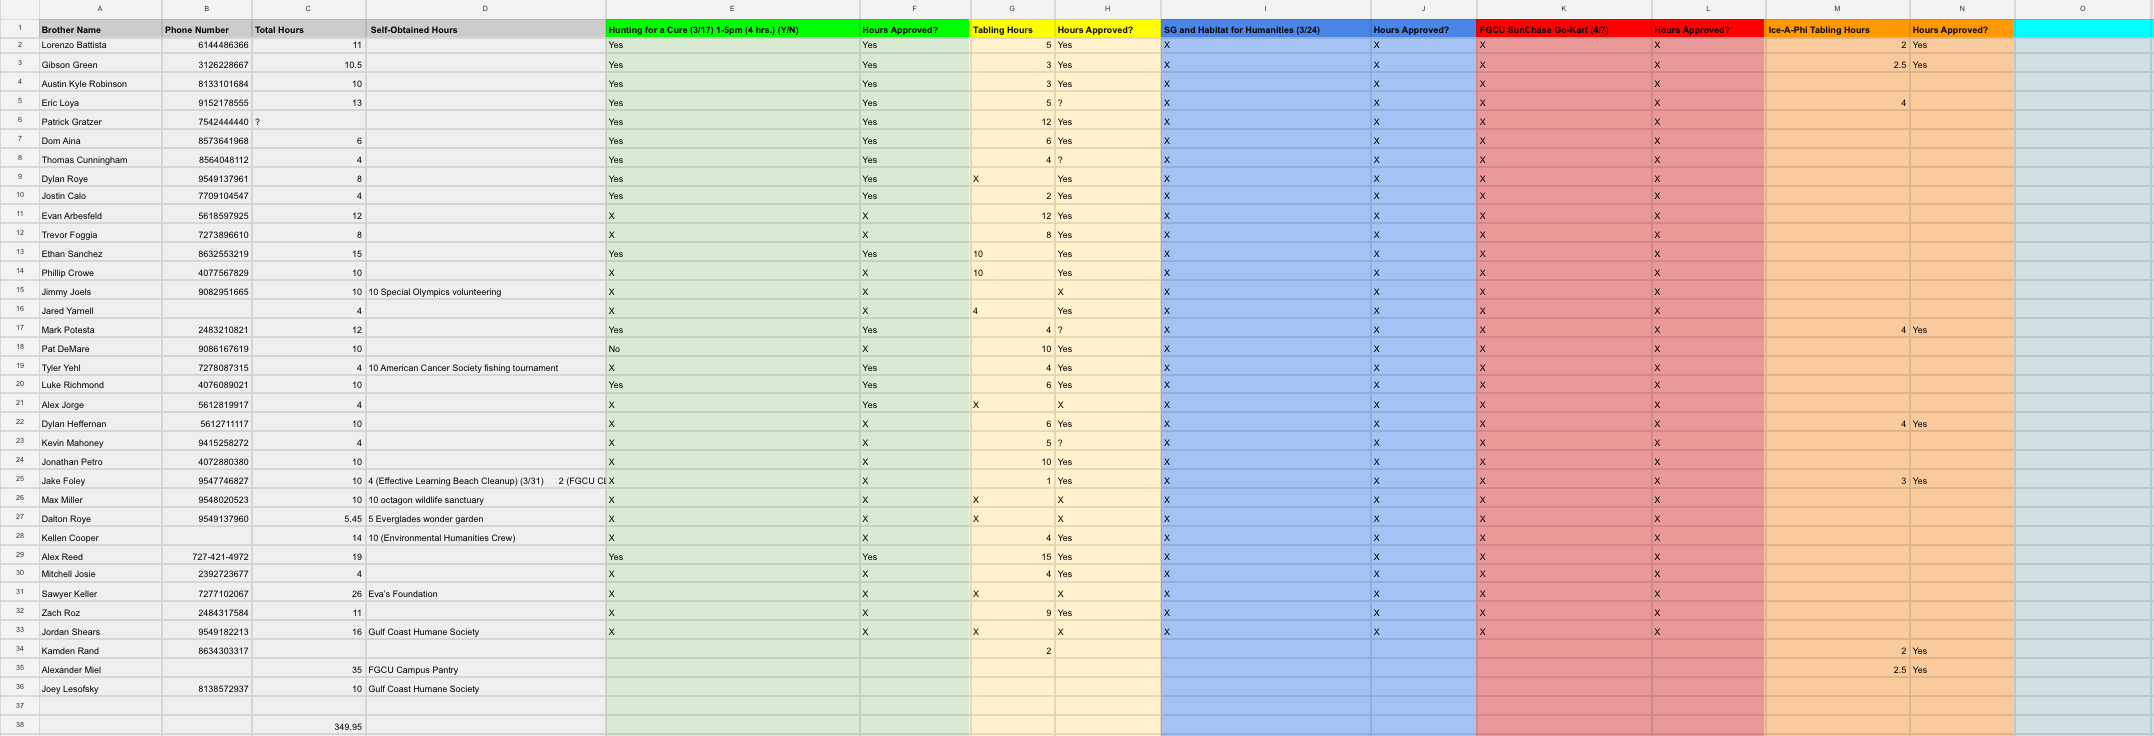 A B C D E F G H I J K L M N O
1 Brother Name Phone Number Total Hours Self-Obtained Hours Hunting for a Cure (3/17) 1-5pm (4 hrs.) (Y/N) Hours Approved? Tabling Hours Hours Approved? SG and Habitat for Humanities (3/24) Hours Approved? FGCU SunChase Go-Kart (4/7) Hours Approved? Ice-A-Phi Tabling Hours Hours Approved?
2 Lorenzo Battista 6144486366 11 Yes Yes 5 Yes X X X X 2 Yes
3 Gibson Green 3126228667 10.5 Yes Yes 3 Yes X X X X 2.5 Yes
4 Austin Kyle Robinson 8133101684 10 Yes Yes 3 Yes X X X X
5 Eric Loya 9152178555 13 Yes Yes 5 ? X X X X 4
6 Patrick Gratzer 7542444440 ? Yes Yes 12 Yes X X X X
7 Dom Aina 8573641968 6 Yes Yes 6 Yes X X X X
8 Thomas Cunningham 8564048112 4 Yes Yes 4 ? X X X X
9 Dylan Roye 9549137961 8 Yes Yes X Yes X X X X
10 Jostin Calo 7709104547 4 Yes Yes 2 Yes X X X X
11 Evan Arbesfeld 5618597925 12 X X 12 Yes X X X X
12 Trevor Foggia 7273896610 8 X X 8 Yes X X X X
13 Ethan Sanchez 8632553219 15 Yes Yes 10 Yes X X X X
14 Phillip Crowe 4077567829 10 X X 10 Yes X X X X
15 Jimmy Joels 9082951665 10 10 Special Olympics volunteering X X X X X X X
16 Jared Yarnell 4 X X 4 Yes X X X X
17 Mark Potesta 2483210821 12 Yes Yes 4 ? X X X X 4 Yes
18 Pat DeMare 9086167619 10 No X 10 Yes X X X X
19 Tyler Yehl 7278087315 4 10 American Cancer Society fishing tournament X Yes 4 Yes X X X X
20 Luke Richmond 4076089021 10 Yes Yes 6 Yes X X X X
21 Alex Jorge 5612819917 4 X Yes X X X X X X
22 Dylan Heffernan 5612711117 10 X X 6 Yes X X X X 4 Yes
23 Kevin Mahoney 9415258272 4 X X 5 ? X X X X
24 Jonathan Petro 4072880380 10 X X 10 Yes X X X X
25 Jake Foley 9547746827 10 4 (Effective Learning Beach Cleanup) (3/31) 2 (FGCU X X 1 Yes X X X X 3 Yes
26 Max Miller 9548020523 10 10 octagon wildlife sanctuary X X X X X X X X
27 Dalton Roye 9549137960 5.45 5 Everglades wonder garden X X X X X X X X
28 Kellen Cooper 14 10 (Environmental Humanities Crew) X X 4 Yes X X X X
29 Alex Reed 727-421-4972 19 Yes Yes 15 Yes X X X X
30 Mitchell Josie 2392723677 4 X X 4 Yes X X X X
31 Sawyer Keller 7277102067 26 Eva's Foundation X X X X X X X X
32 Zach Roz 2484317584 11 X X 9 Yes X X X X
33 Jordan Shears 9549182213 16 Gulf Coast Humane Society X X X X X X X X
34 Kamden Rand 8634303317 2 2 Yes
35 Alexander Miel 35 FGCU Campus Pantry 2.5 Yes
36 Joey Lesofsky 8138572937 10 Gulf Coast Humane Society
37
38 349.95